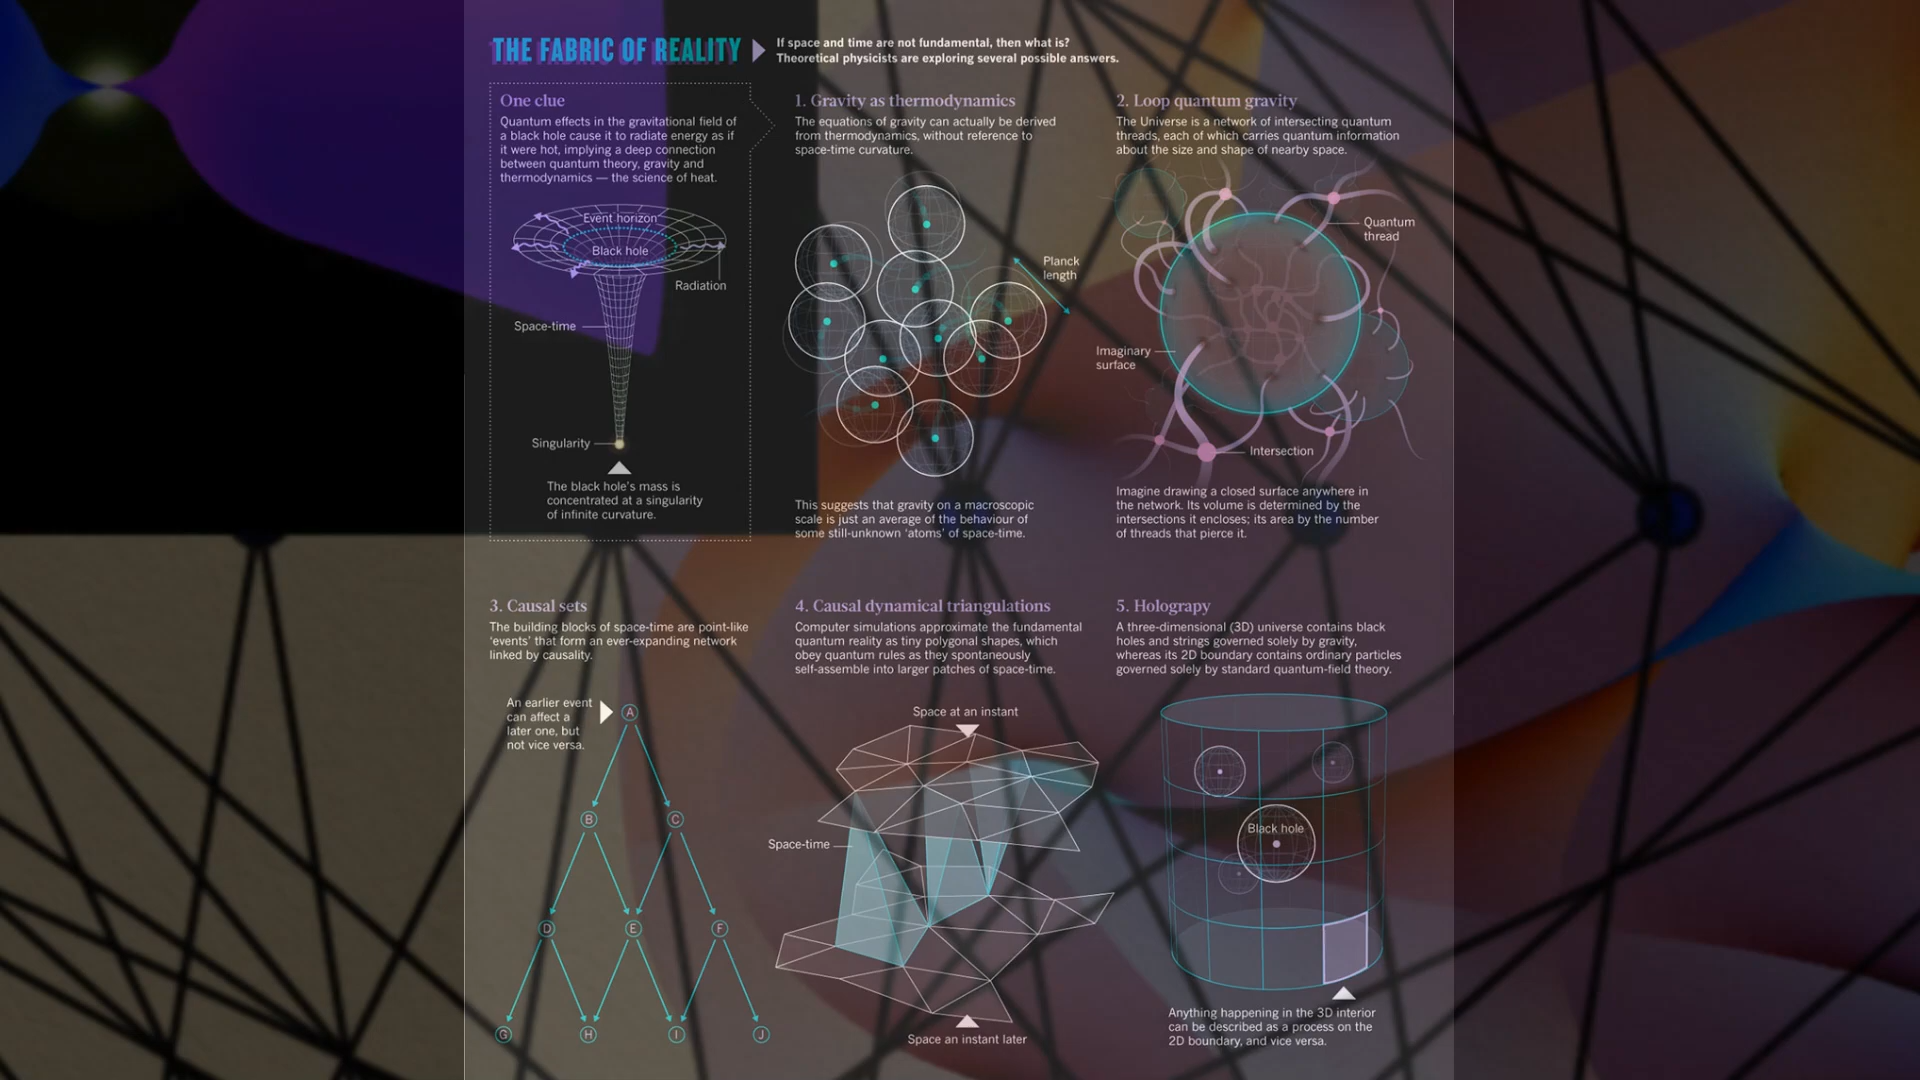 THE FABRIC OF REALITY
If space and time are not fundamental, then what is?
Theoretical physicists are exploring several possible answers.
One clue
Quantum effects in the gravitational field of
a black hole cause it to radiate energy as if
it were hot, implying a deep connection
between quantum theory, gravity and
thermodynamics — the science of heat.
Event horizon
Black hole
Radiation
Space-time
Singularity
The black hole's mass is
concentrated at a singularity
of infinite curvature.
1. Gravity as thermodynamics
The equations of gravity can actually be derived
from thermodynamics, without reference to
space-time curvature.
Planck
length
This suggests that gravity on a macroscopic
scale is just an average of the behaviour of
some still-unknown 'atoms' of space-time.
2. Loop quantum gravity
The Universe is a network of intersecting quantum
threads, each of which carries quantum information
about the size and shape of nearby space.
Quantum
thread
Imaginary
surface
Intersection
Imagine drawing a closed surface anywhere in
the network. Its volume is determined by the
intersections it encloses; its area by the number
of threads that pierce it.
3. Causal sets
The building blocks of space-time are point-like
'events' that form an ever-expanding network
linked by causality.
An earlier event
can affect a
later one, but
not vice versa.
A
B C
D E F
G H I J
4. Causal dynamical triangulations
Computer simulations approximate the fundamental
quantum reality as tiny polygonal shapes, which
obey quantum rules as they spontaneously
self-assemble into larger patches of space-time.
Space at an instant
Space-time
Space an instant later
5. Holograpy
A three-dimensional (3D) universe contains black
holes and strings governed solely by gravity,
whereas its 2D boundary contains ordinary particles
governed solely by standard quantum-field theory.
Black hole
Anything happening in the 3D interior
can be described as a process on the
2D boundary, and vice versa.